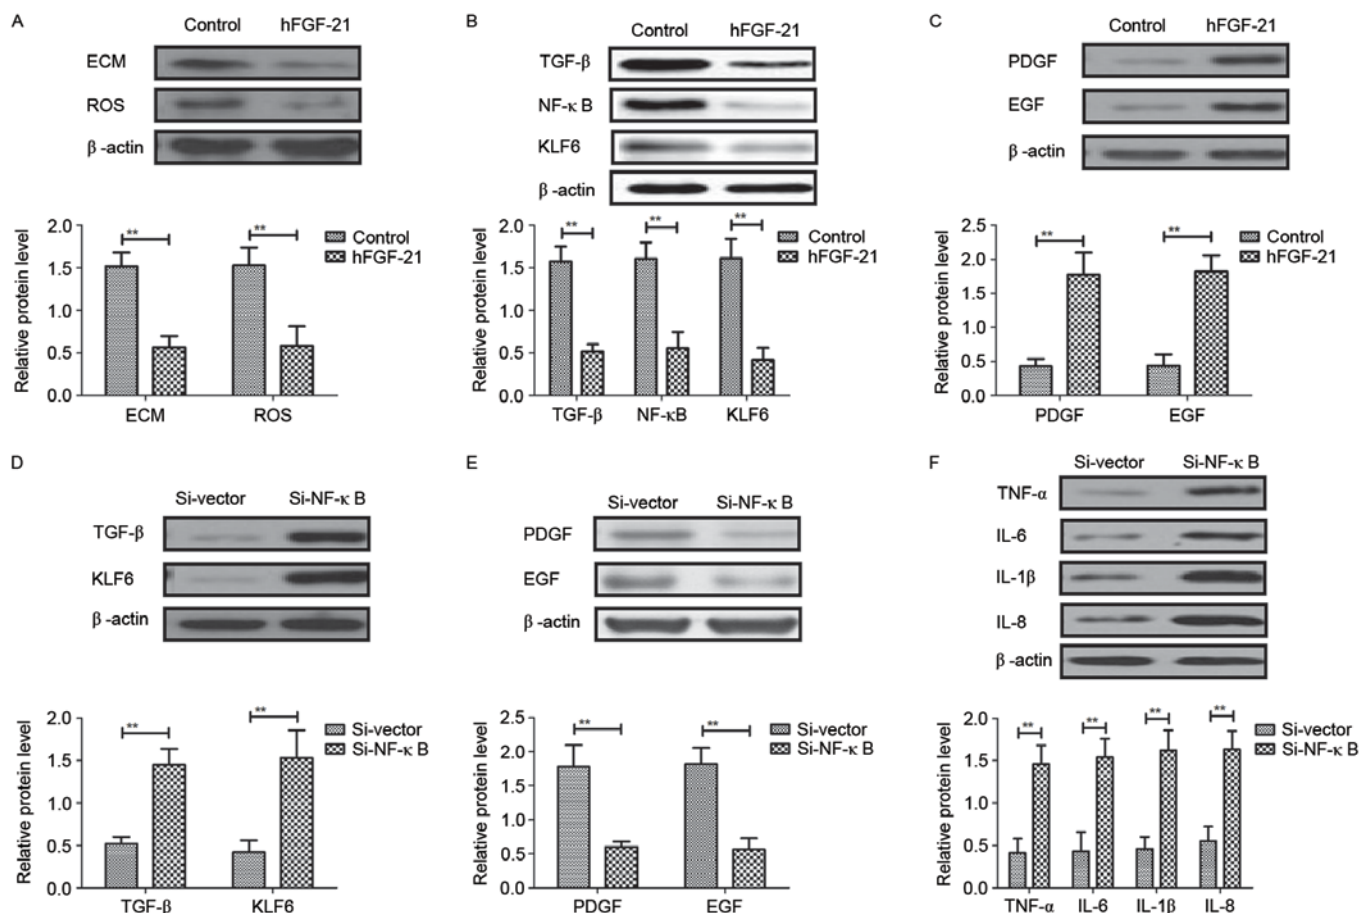 A
Control hFGF-21
ECM
ROS
β -actin
Relative protein level
2.0
1.5
1.0
0.5
0.0
**
**
Control
hFGF-21
ECM ROS
B
Control hFGF-21
TGF-β
NF-κ B
KLF6
β -actin
Relative protein level
2.0
1.5
1.0
0.5
0.0
**
**
**
Control
hFGF-21
TGF-β NF-κB KLF6
C
Control hFGF-21
PDGF
EGF
β -actin
Relative protein level
2.5
2.0
1.5
1.0
0.5
0.0
**
**
Control
hFGF-21
PDGF EGF
D
Si-vector Si-NF-κ B
TGF-β
KLF6
β -actin
Relative protein level
2.0
1.5
1.0
0.5
0.0
**
**
Si-vector
Si-NF-κ B
TGF-β KLF6
E
Si-vector Si-NF-κ B
PDGF
EGF
β -actin
Relative protein level
2.5
2.0
1.5
1.0
0.5
0.0
**
**
Si-vector
Si-NF-κ B
PDGF EGF
F
Si-vector Si-NF-κ B
TNF-α
IL-6
IL-1β
IL-8
β -actin
Relative protein level
2.0
1.5
1.0
0.5
0.0
**
**
**
**
Si-vector
Si-NF-κ B
TNF-α IL-6 IL-1β IL-8